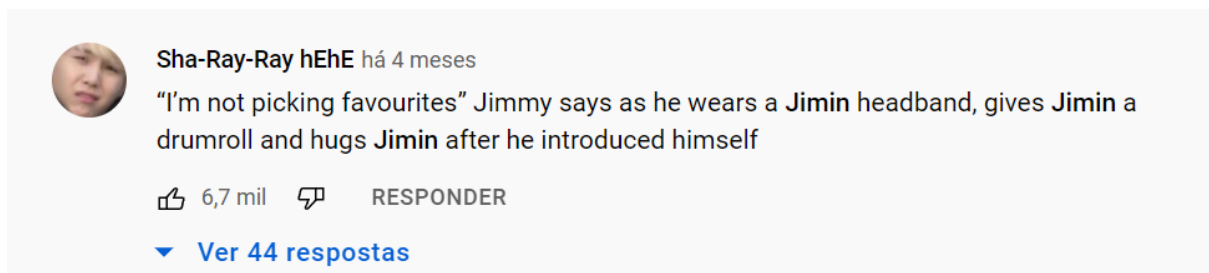 Sha-Ray-Ray hEhE há 4 meses
“I’m not picking favourites” Jimmy says as he wears a Jimin headband, gives Jimin a
drumroll and hugs Jimin after he introduced himself
6,7 mil RESPONDER
Ver 44 respostas